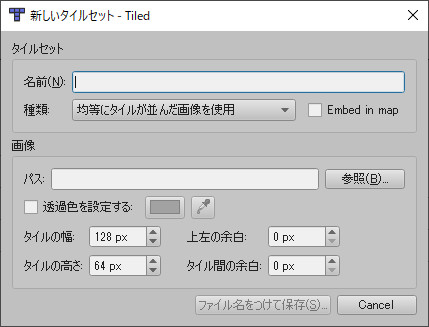 新しいタイルセット - Tiled
タイルセット
名前(N):
種類: 均等にタイルが並んだ画像を使用 Embed in map
画像
パス: 参照(B)...
透過色を設定する:
タイルの幅: 128 px 上左の余白: 0 px
タイルの高さ: 64 px タイル間の余白: 0 px
ファイル名をつけて保存(S)... Cancel